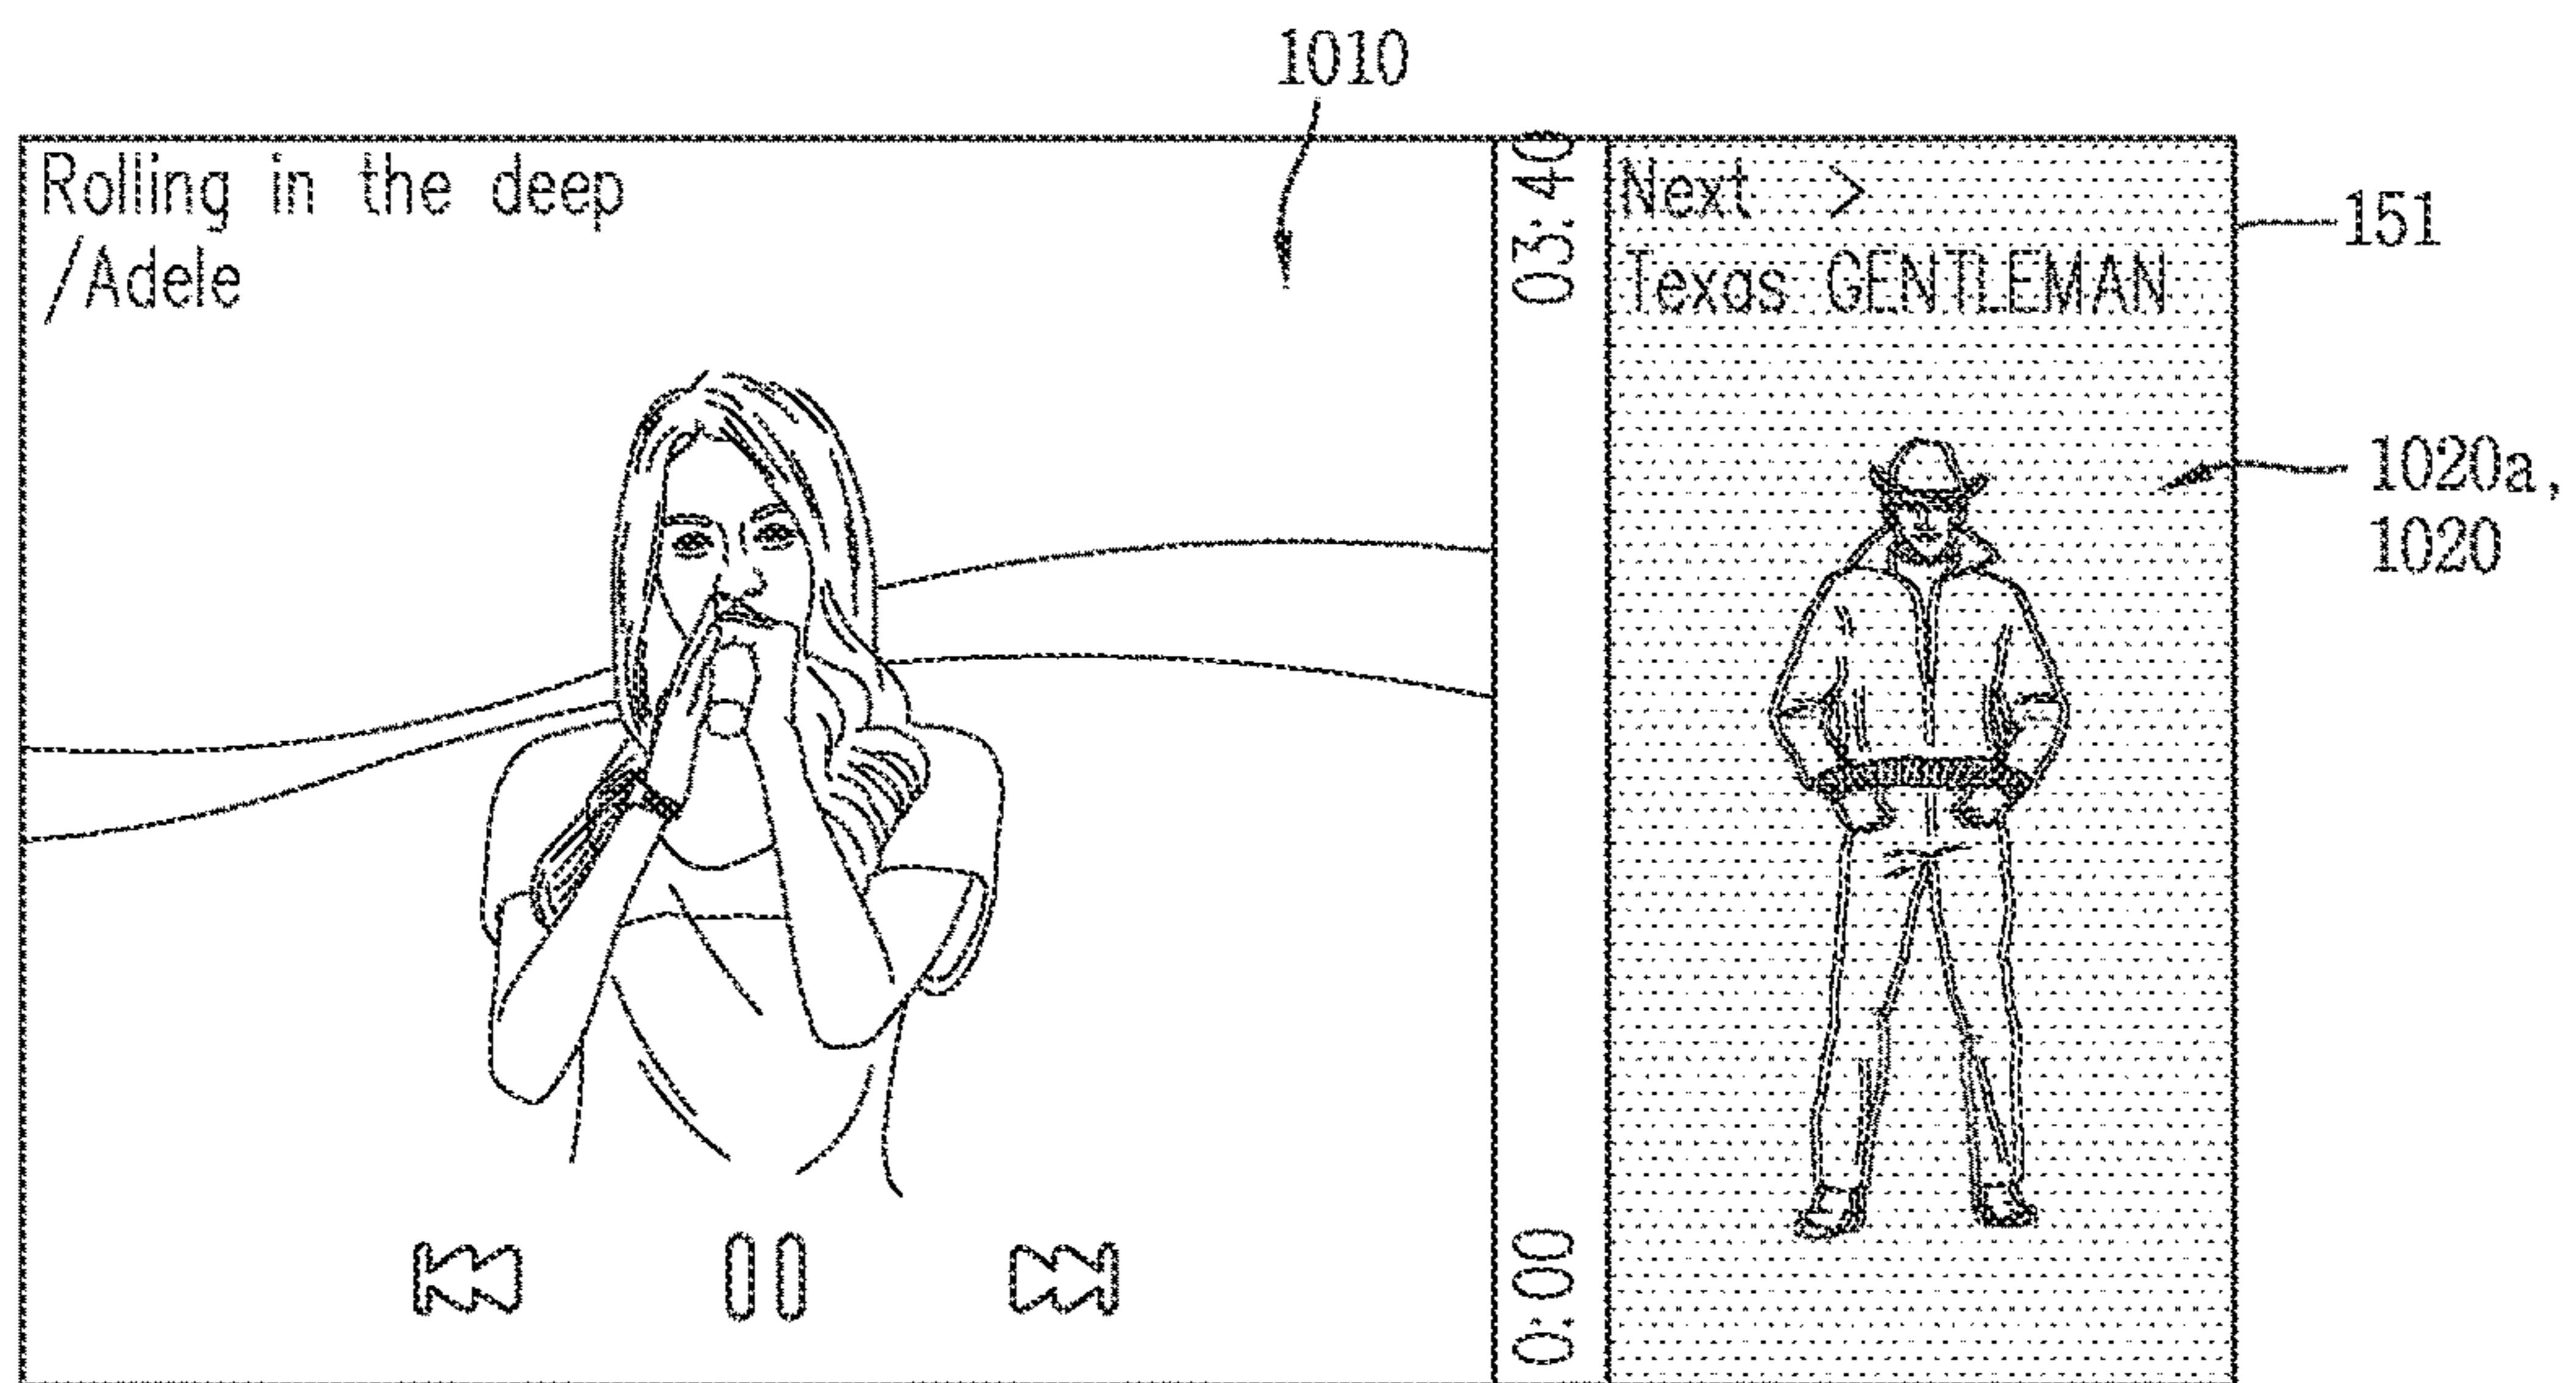 1010
Rolling in the deep
/Adele
03:40
0:00
Next >
Texas GENTLEMAN
151
1020a,
1020